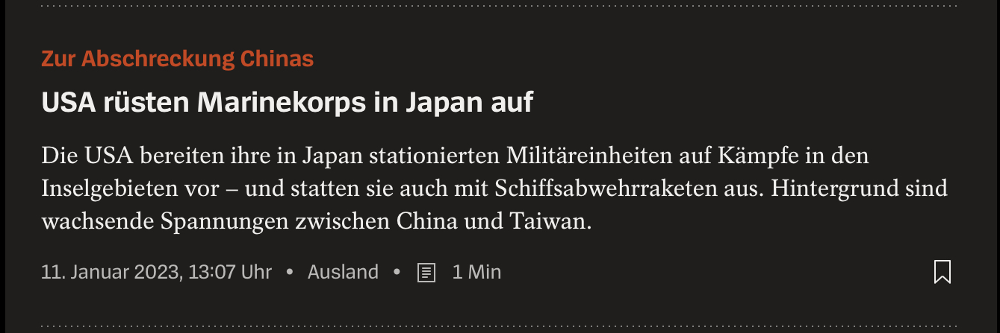 Zur Abschreckung Chinas
USA rüsten Marinekorps in Japan auf
Die USA bereiten ihre in Japan stationierten Militäreinheiten auf Kämpfe in den
Inselgebieten vor – und statten sie auch mit Schiffsabwehrraketen aus. Hintergrund sind
wachsende Spannungen zwischen China und Taiwan.
11. Januar 2023, 13:07 Uhr • Ausland • 1 Min